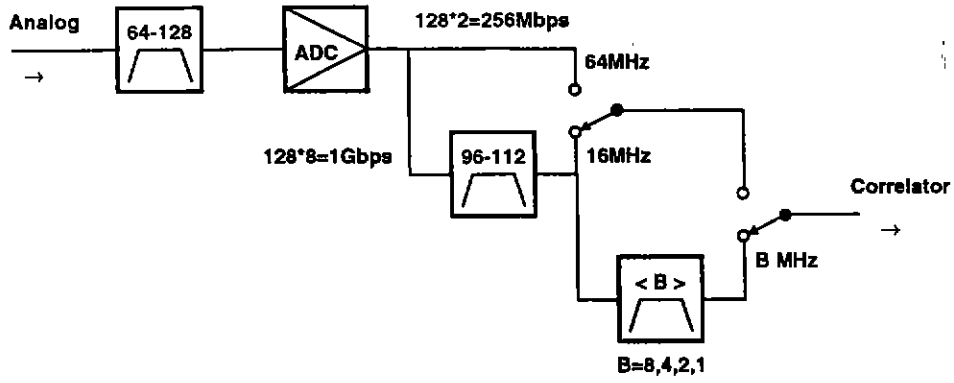 Analog
→
64-128
ADC
128*2=256Mbps
64MHz
128*8=1Gbps
96-112
16MHz
Correlator
→
B MHz
< B >
B=8,4,2,1